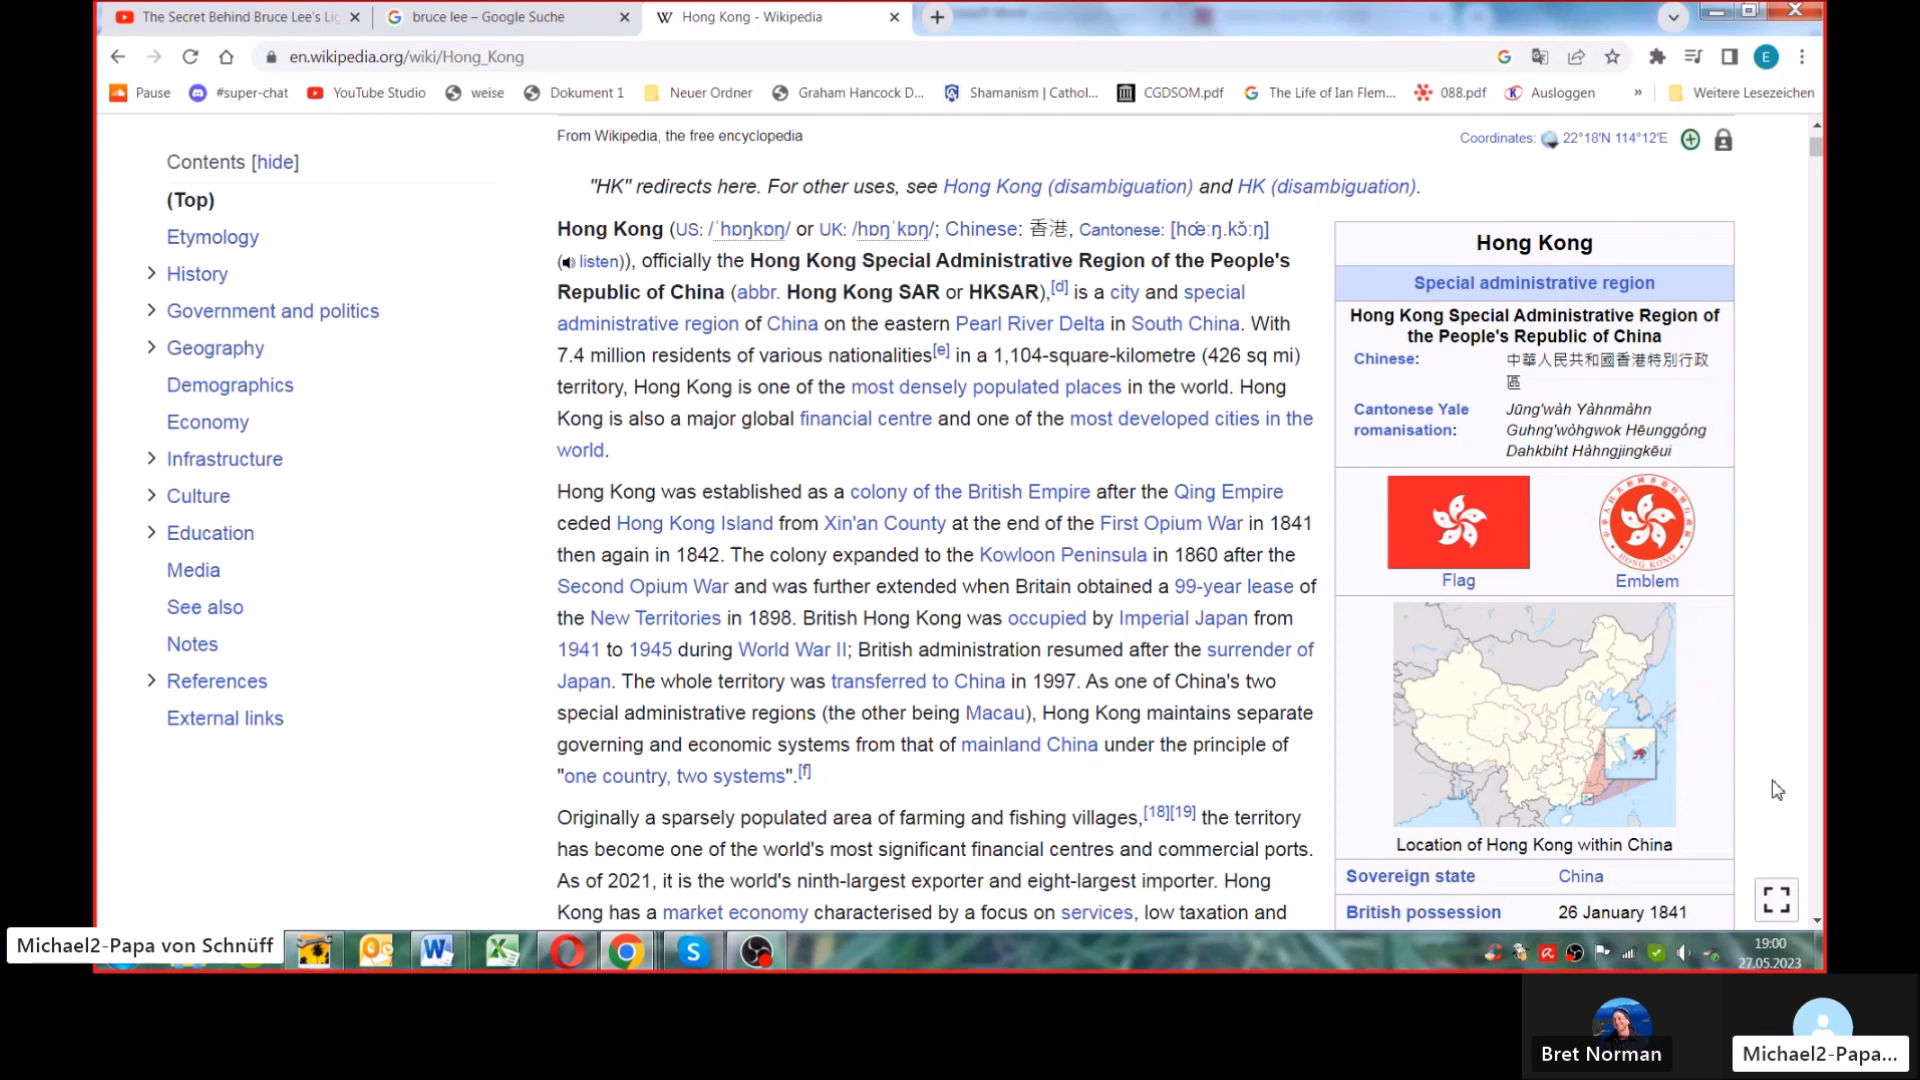 The Secret Behind Bruce Lee's Li
bruce lee – Google Suche
W Hong Kong - Wikipedia
en.wikipedia.org/wiki/Hong_Kong
E
Pause
#super-chat
YouTube Studio
weise
Dokument 1
Neuer Ordner
Graham Hancock D...
Shamanism | Cathol...
CGDSOM.pdf
The Life of Ian Flem...
088.pdf
Ausloggen
»
Weitere Lesezeichen
Contents [hide]
(Top)
Etymology
History
Government and politics
Geography
Demographics
Economy
Infrastructure
Culture
Education
Media
See also
Notes
References
External links
From Wikipedia, the free encyclopedia
Coordinates: 22°18′N 114°12′E
"HK" redirects here. For other uses, see Hong Kong (disambiguation) and HK (disambiguation).
Hong Kong (US: /ˈhɒŋkɒŋ/ or UK: /hɒŋˈkɒŋ/; Chinese: 香港, Cantonese: [hœ́ːŋ.kɔ̌ːŋ]
(listen)), officially the Hong Kong Special Administrative Region of the People's
Republic of China (abbr. Hong Kong SAR or HKSAR),[d] is a city and special
administrative region of China on the eastern Pearl River Delta in South China. With
7.4 million residents of various nationalities[e] in a 1,104-square-kilometre (426 sq mi)
territory, Hong Kong is one of the most densely populated places in the world. Hong
Kong is also a major global financial centre and one of the most developed cities in the
world.
Hong Kong was established as a colony of the British Empire after the Qing Empire
ceded Hong Kong Island from Xin'an County at the end of the First Opium War in 1841
then again in 1842. The colony expanded to the Kowloon Peninsula in 1860 after the
Second Opium War and was further extended when Britain obtained a 99-year lease of
the New Territories in 1898. British Hong Kong was occupied by Imperial Japan from
1941 to 1945 during World War II; British administration resumed after the surrender of
Japan. The whole territory was transferred to China in 1997. As one of China's two
special administrative regions (the other being Macau), Hong Kong maintains separate
governing and economic systems from that of mainland China under the principle of
"one country, two systems".[f]
Originally a sparsely populated area of farming and fishing villages,[18][19] the territory
has become one of the world's most significant financial centres and commercial ports.
As of 2021, it is the world's ninth-largest exporter and eight-largest importer. Hong
Kong has a market economy characterised by a focus on services, low taxation and
Hong Kong
Special administrative region
Hong Kong Special Administrative Region of
the People's Republic of China
Chinese: 中華人民共和國香港特別行政
區
Cantonese Yale romanisation: Jūng'wàh Yàhnmàhn
Guhng'wòhgwok Hēunggóng
Dahkbiht Hàhngjingkēui
HONG KONG
Flag
Emblem
Location of Hong Kong within China
Sovereign state China
British possession 26 January 1841
Michael2-Papa von Schnüff
19:00
27.05.2023
Bret Norman
Michael2-Papa...